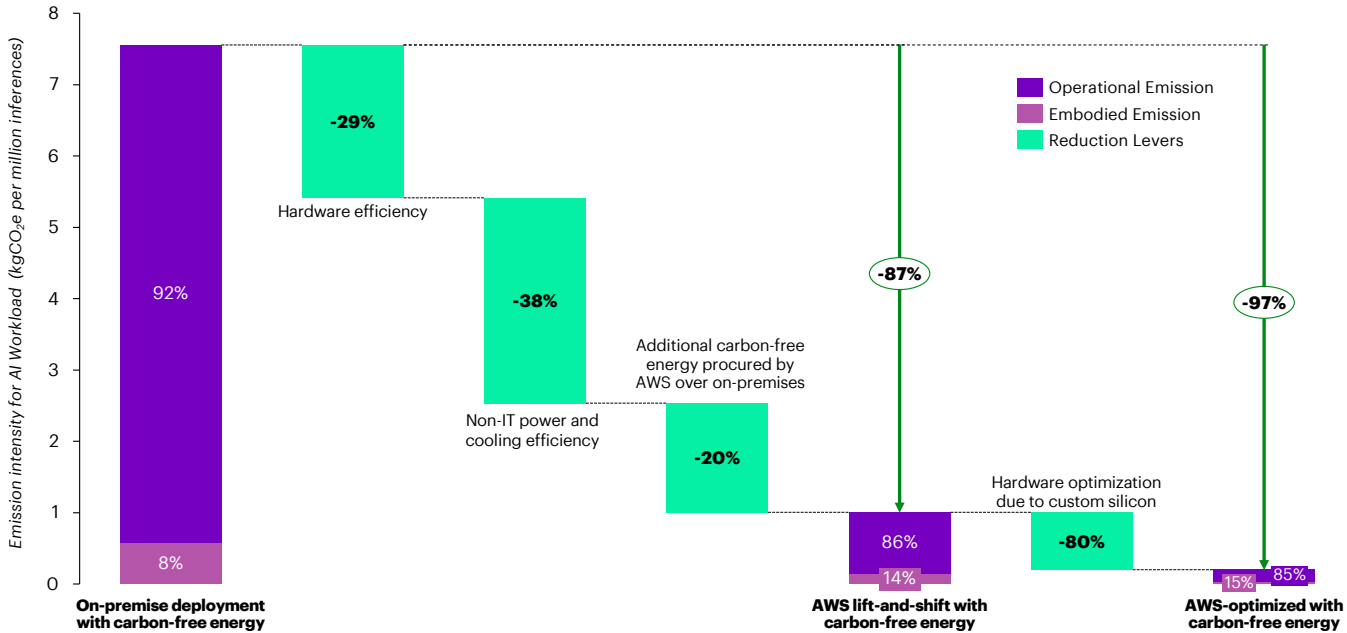 Emission intensity for AI Workload (kgCO₂e per million inferences)
8
7
6
5
4
3
2
1
0
92%
8%
On-premise deployment
with carbon-free energy
-29%
Hardware efficiency
-38%
Non-IT power and
cooling efficiency
Additional carbon-free
energy procured by
AWS over on-premises
-20%
-87%
86%
14%
AWS lift-and-shift with
carbon-free energy
Hardware optimization
due to custom silicon
-80%
-97%
85%
15%
AWS-optimized with
carbon-free energy
Operational Emission
Embodied Emission
Reduction Levers